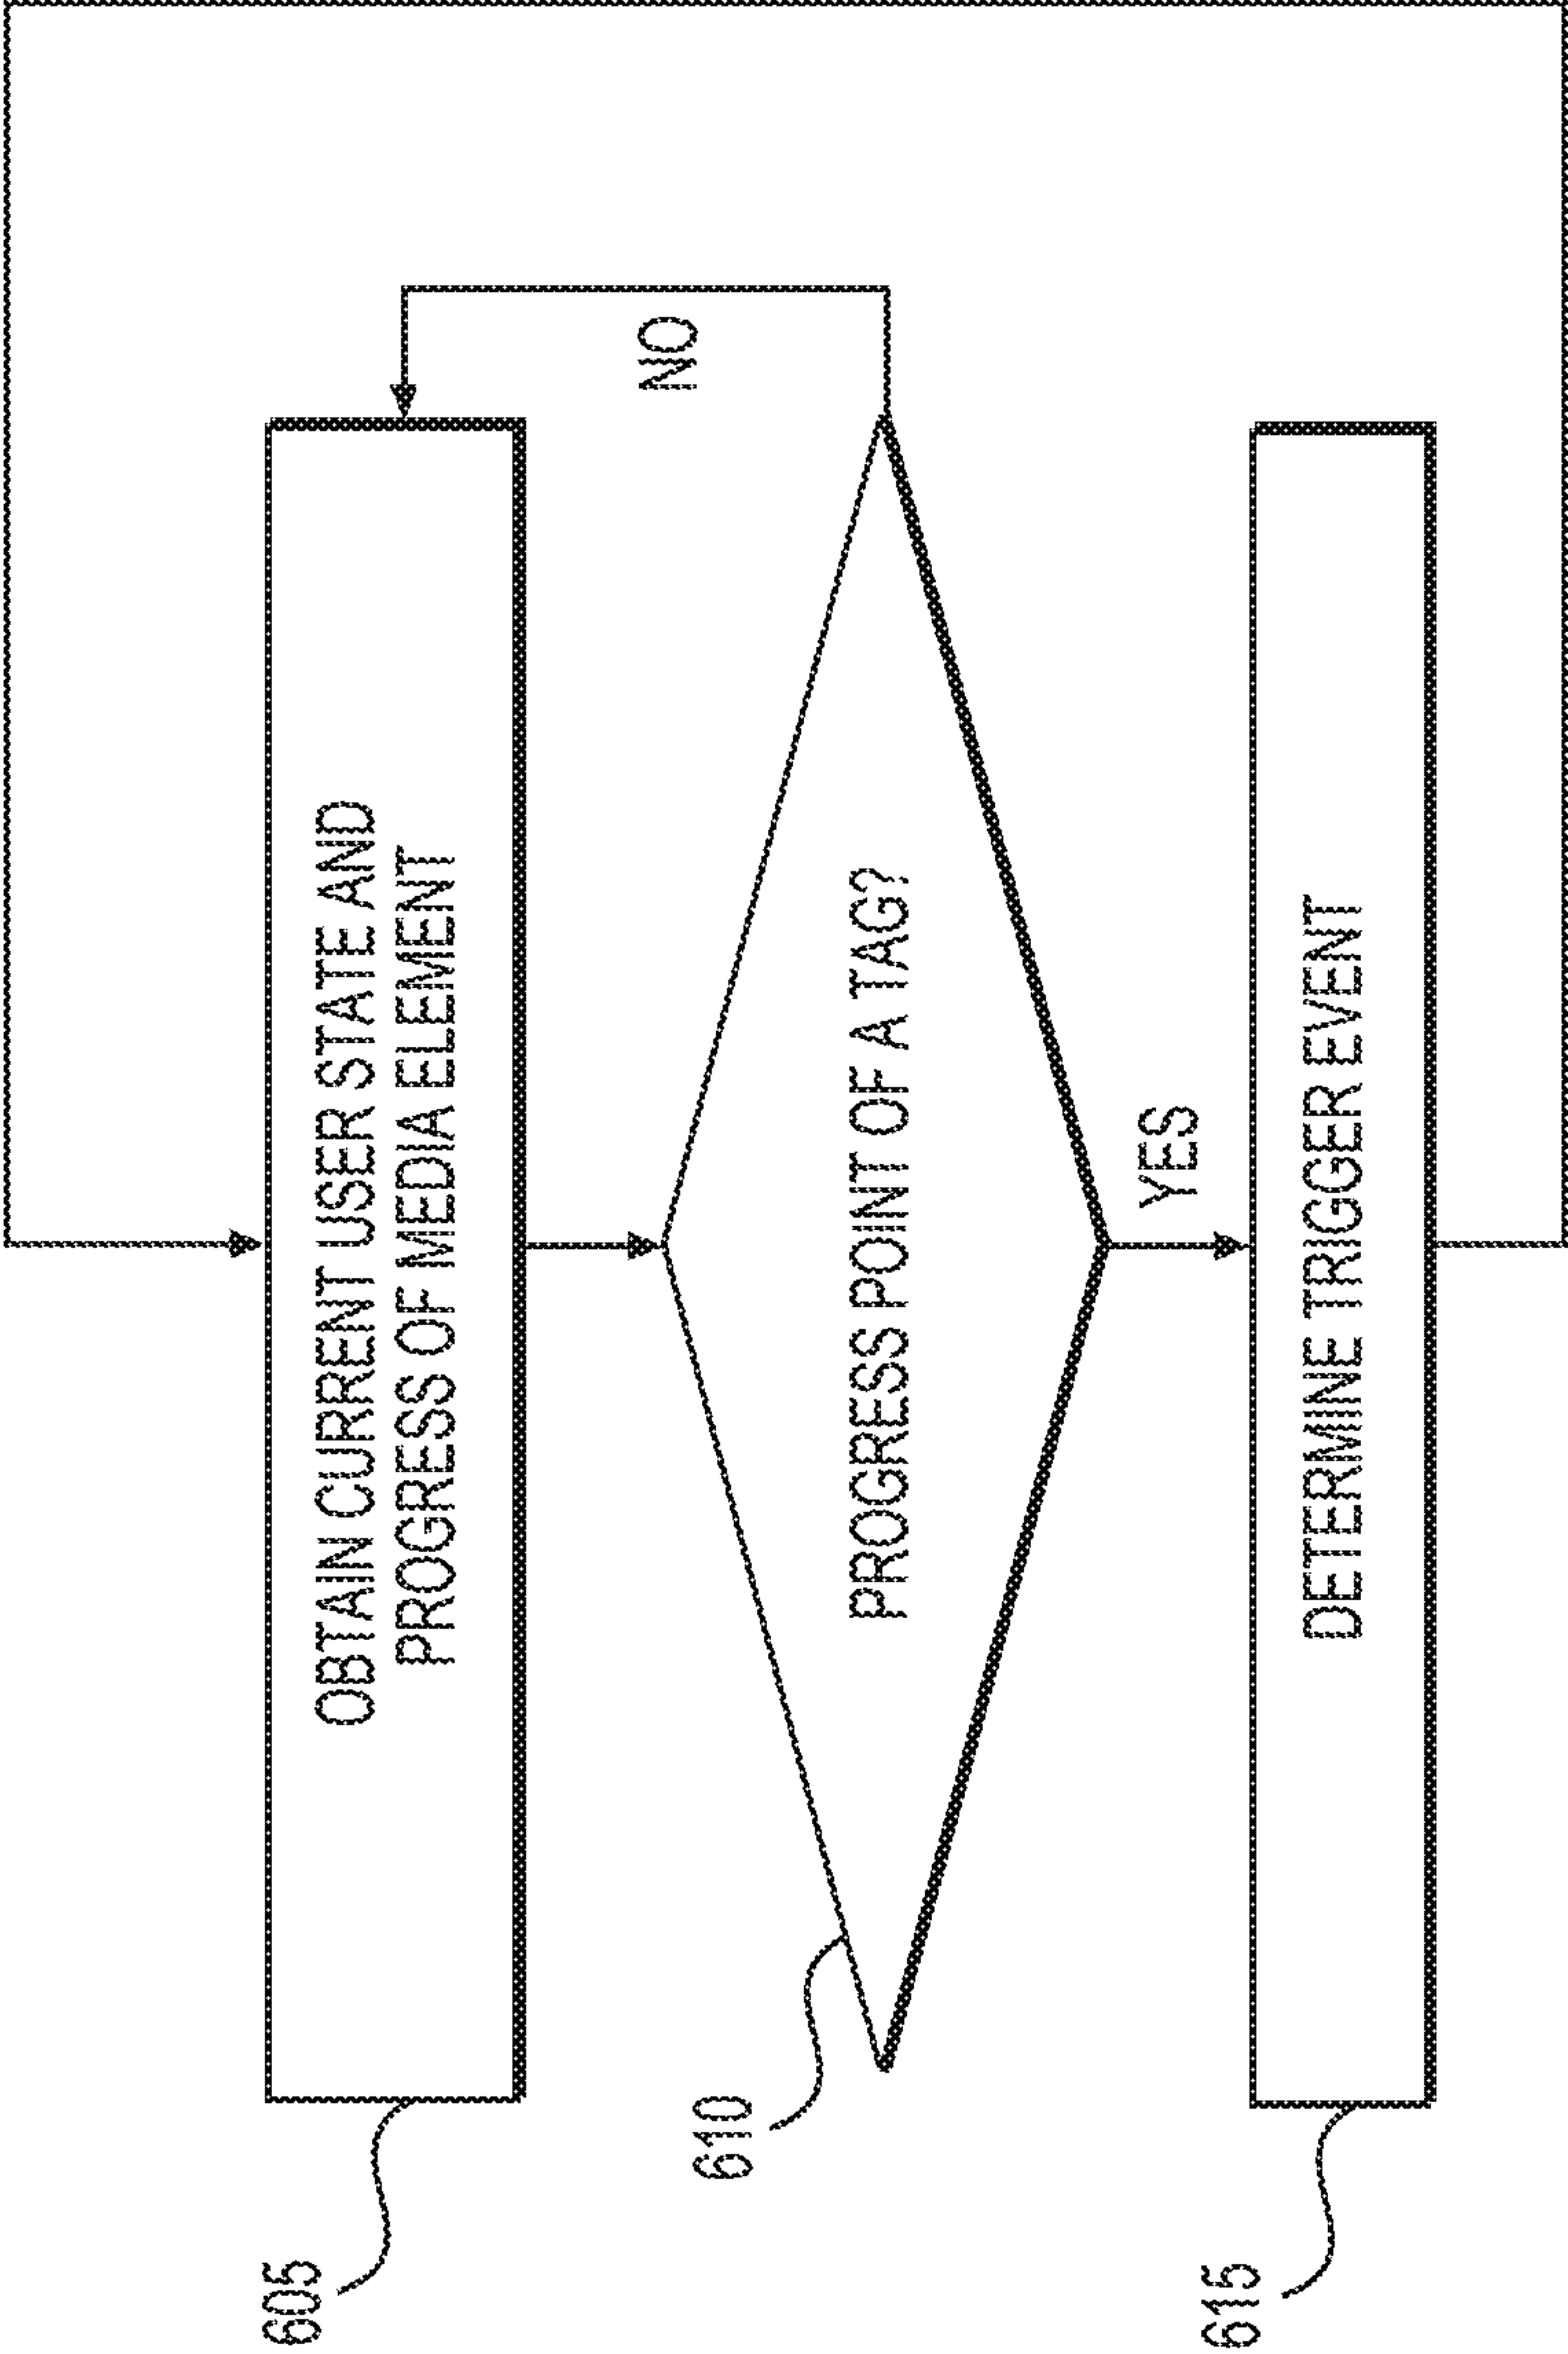 605
OBTAIN CURRENT USER STATE AND
PROGRESS OF MEDIA ELEMENT
NO
610
PROGRESS POINT OF A TAG?
YES
615
DETERMINE TRIGGER EVENT